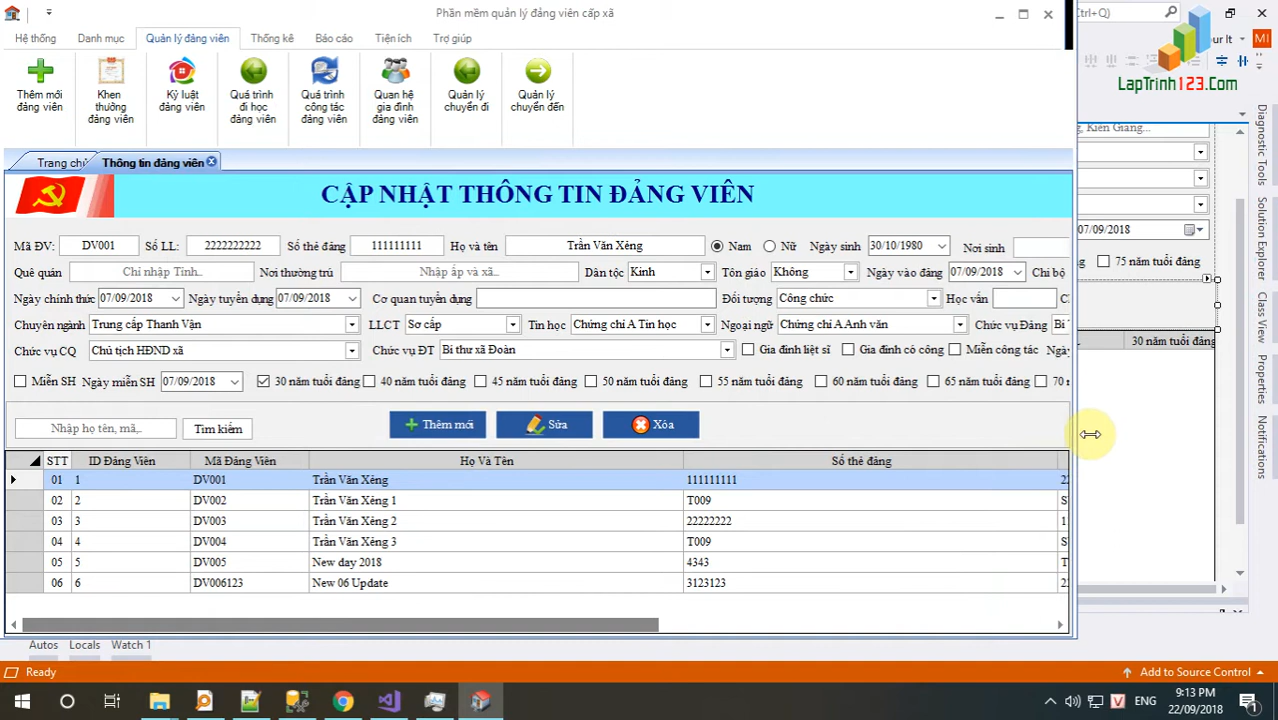 Phần mềm quản lý đảng viên cấp xã
Ctrl+Q)
Hệ thống Danh mục Quản lý đảng viên Thống kê Báo cáo Tiện ích Trợ giúp
our It MI
Thêm mới đảng viên
Khen thưởng đảng viên
Kỷ luật đảng viên
Quá trình đi học đảng viên
Quá trình công tác đảng viên
Quan hệ gia đình đảng viên
Quản lý chuyển đi
Quản lý chuyển đến
LapTrinh123.Com
, Kiên Giang...
Trang chủ Thông tin đảng viên
CẬP NHẬT THÔNG TIN ĐẢNG VIÊN
Mã ĐV: DV001 Số LL: 2222222222 Số thẻ đảng 111111111 Họ và tên Trần Văn Xêng Nam Nữ Ngày sinh 30/10/1980 Nơi sinh
07/09/2018
Quê quán Chỉ nhập Tỉnh.. Nơi thường trú Nhập ấp và xã... Dân tộc Kinh Tôn giáo Không Ngày vào đảng 07/09/2018 Chi bộ
75 năm tuổi đảng
Ngày chính thức 07/09/2018 Ngày tuyển dụng 07/09/2018 Cơ quan tuyển dụng Đối tượng Công chức Học vấn
Chuyên ngành Trung cấp Thanh Vận LLCT Sơ cấp Tin học Chứng chỉ A Tin học Ngoại ngữ Chứng chỉ A Anh văn Chức vụ Đảng Bí
30 năm tuổi đảng
Chức vụ CQ Chủ tịch HĐND xã Chức vụ ĐT Bí thư xã Đoàn Gia đình liệt sĩ Gia đình có công Miễn công tác Ngày
Miễn SH Ngày miễn SH 07/09/2018 30 năm tuổi đảng 40 năm tuổi đảng 45 năm tuổi đảng 50 năm tuổi đảng 55 năm tuổi đảng 60 năm tuổi đảng 65 năm tuổi đảng 70
Nhập họ tên, mã,.. Tìm kiếm Thêm mới Sửa Xóa
STT ID Đảng Viên Mã Đảng Viên Họ Và Tên Số thẻ đảng
01 1 DV001 Trần Văn Xêng 111111111
02 2 DV002 Trần Văn Xêng 1 T009
03 3 DV003 Trần Văn Xêng 2 22222222
04 4 DV004 Trần Văn Xêng 3 T009
05 5 DV005 New day 2018 4343
06 6 DV006123 New 06 Update 3123123
Diagnostic Tools
Solution Explorer
Class View
Properties
Notifications
Autos Locals Watch 1
Ready Add to Source Control
ENG 9:13 PM
22/09/2018